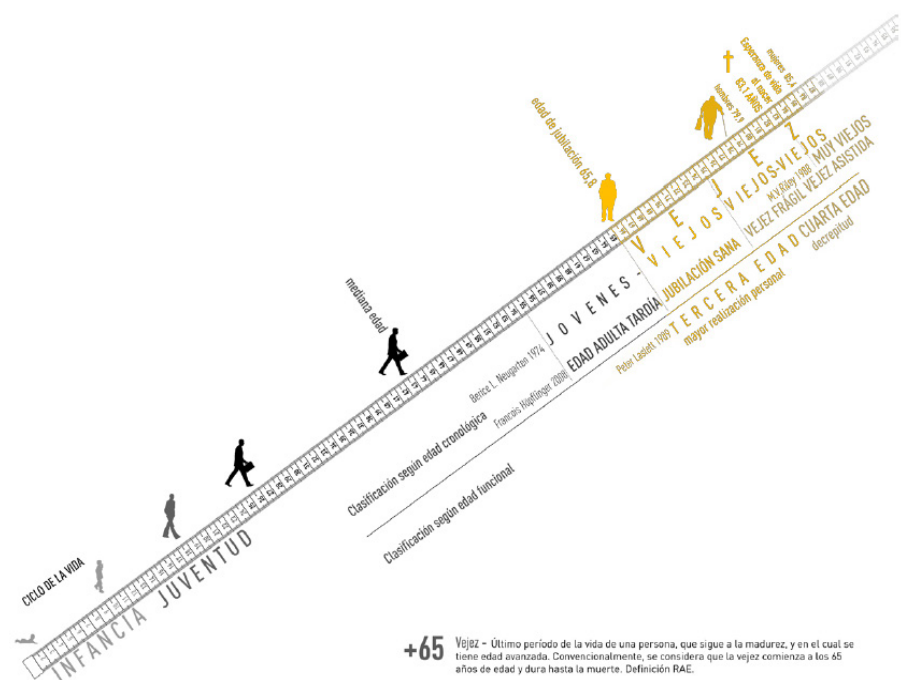 CICLO DE LA VIDA
INFANCIA
JUVENTUD
mediana edad
edad de jubilación 65,8
hombres 79,9
Esperanza de vida
al nacer
83,1 AÑOS
mujeres 85,4
VEJEZ
Clasificación según edad cronológica
Berice L. Neugarten 1974
JOVENES-VIEJOS
VIEJOS-VIEJOS
M.V.Riley 1988
MUY VIEJOS
François Höpflinger 2008
EDAD ADULTA TARDÍA
JUBILACIÓN SANA
VEJEZ FRÁGIL
VEJEZ ASISTIDA
Clasificación según edad funcional
Peter Laslett 1989
TERCERA EDAD
mayor realización personal
CUARTA EDAD
decrepitud
+65
Vejez - Último período de la vida de una persona, que sigue a la madurez, y en el cual se
tiene edad avanzada. Convencionalmente, se considera que la vejez comienza a los 65
años de edad y dura hasta la muerte. Definición RAE.